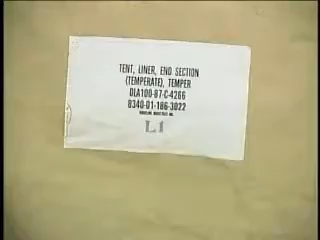 TENT, LINER, END SECTION
(TEMPERATE), TEMPER
DLA100-87-C-4266
8340-01-186-3022
L1